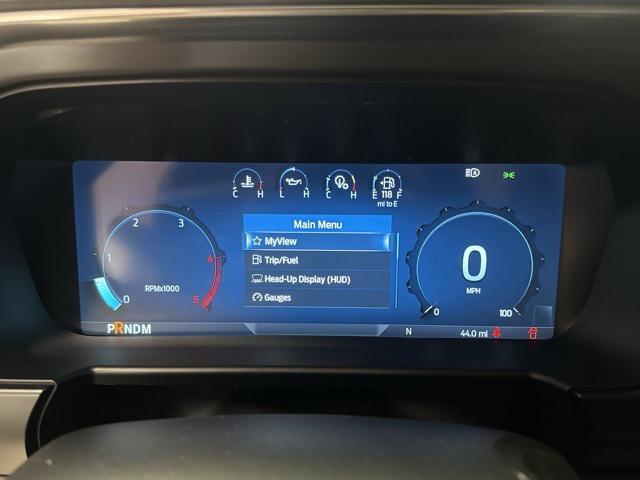 C H L H C H E 118 F
mi to E
Main Menu
MyView
Trip/Fuel
Head-Up Display (HUD)
Gauges
0 1 2 3 4 5
RPMx1000
0
MPH
0 100
PRNDM
N
44.0 mi